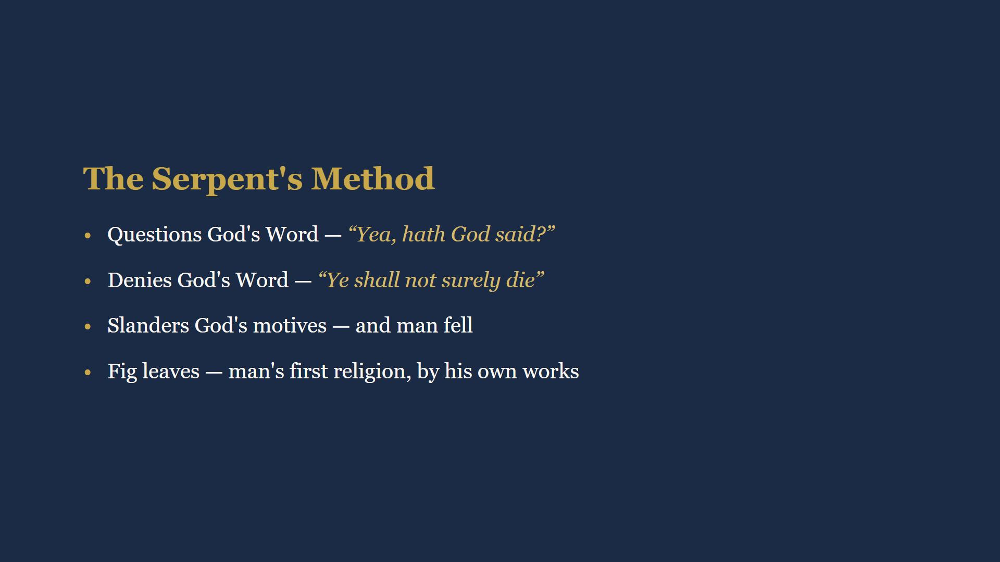 The Serpent's Method
• Questions God's Word — “Yea, hath God said?”
• Denies God's Word — “Ye shall not surely die”
• Slanders God's motives — and man fell
• Fig leaves — man's first religion, by his own works